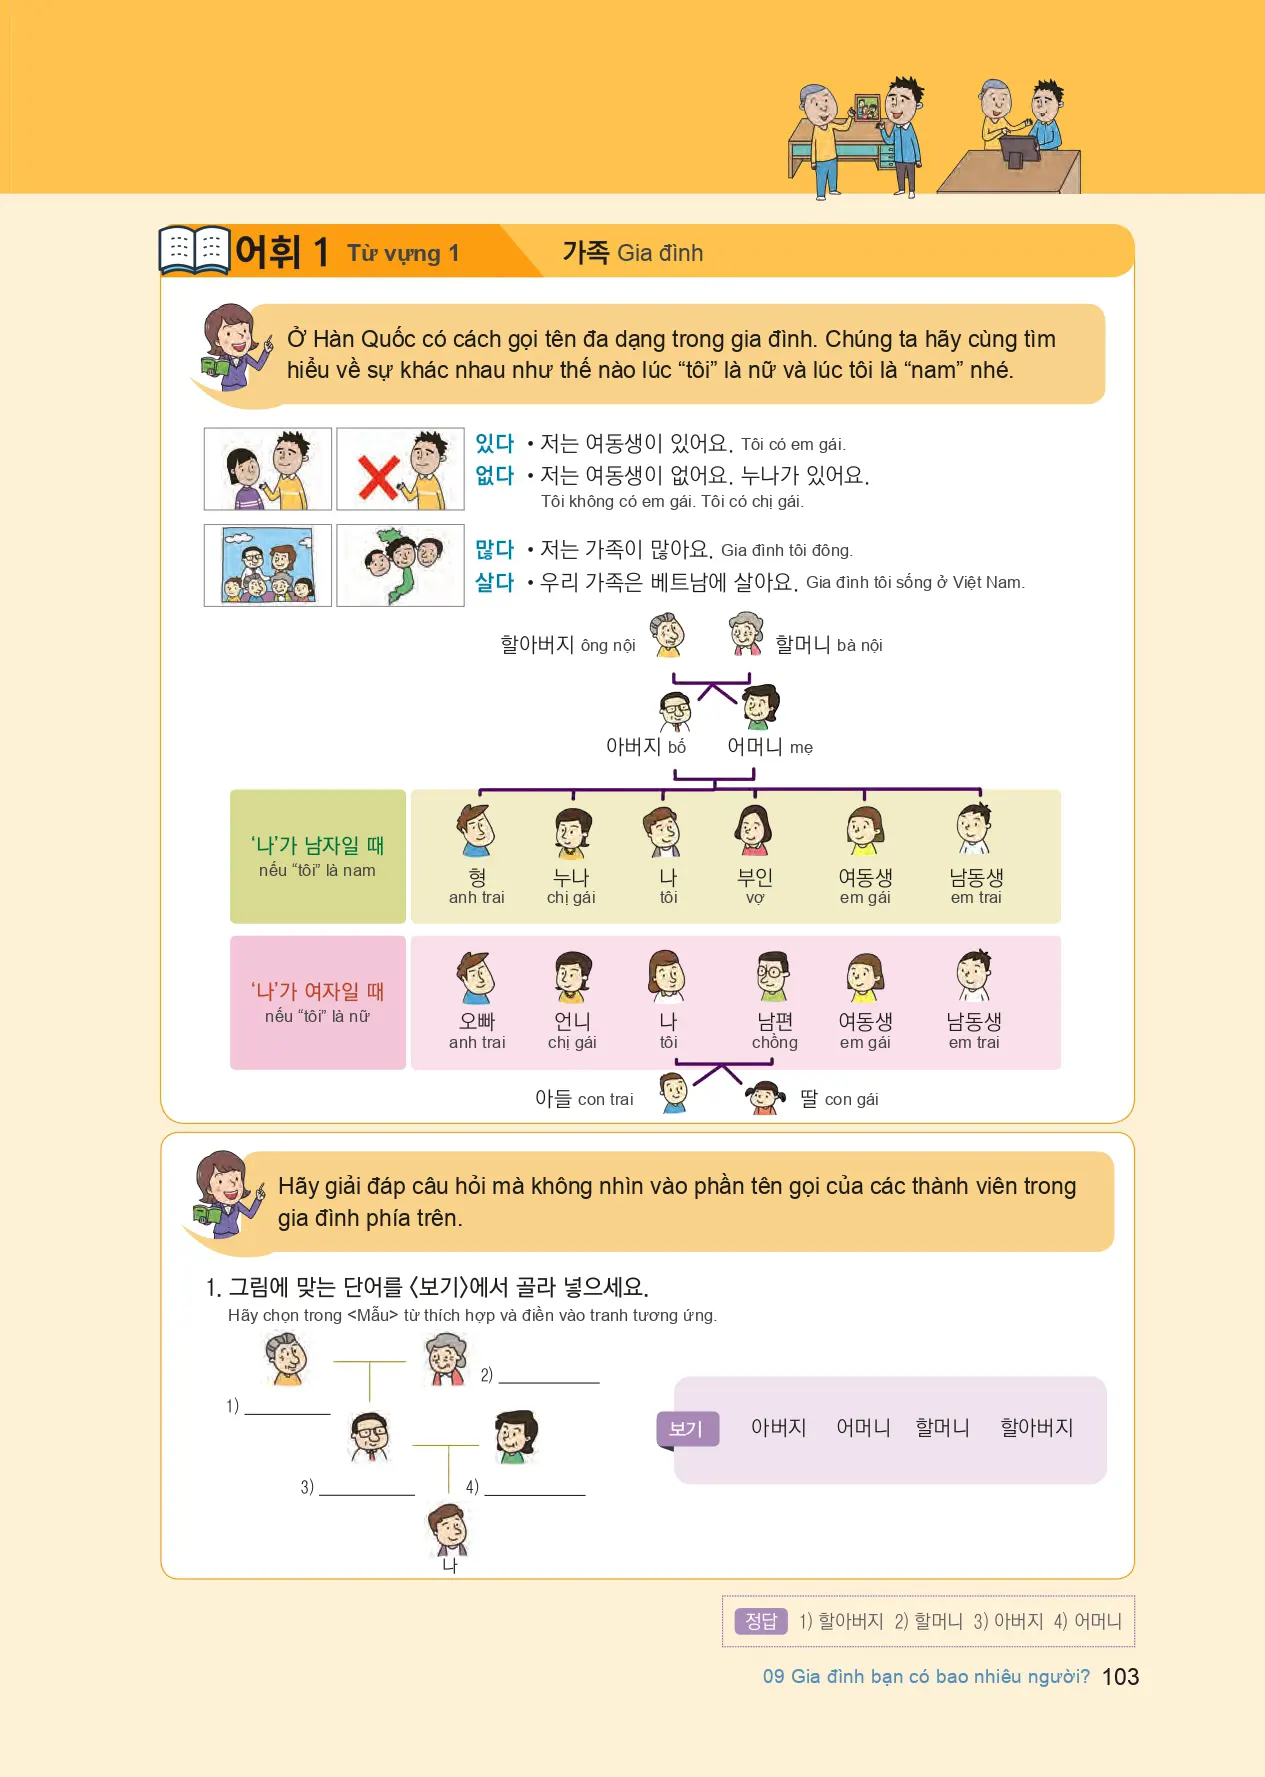 어휘 1 Từ vựng 1 가족 Gia đình
Ở Hàn Quốc có cách gọi tên đa dạng trong gia đình. Chúng ta hãy cùng tìm
hiểu về sự khác nhau như thế nào lúc “tôi” là nữ và lúc tôi là “nam” nhé.
있다 • 저는 여동생이 있어요. Tôi có em gái.
없다 • 저는 여동생이 없어요. 누나가 있어요.
Tôi không có em gái. Tôi có chị gái.
많다 • 저는 가족이 많아요. Gia đình tôi đông.
살다 • 우리 가족은 베트남에 살아요. Gia đình tôi sống ở Việt Nam.
할아버지 ông nội 할머니 bà nội
아버지 bố 어머니 mẹ
‘나’가 남자일 때
nếu “tôi” là nam
형 누나 나 부인 여동생 남동생
anh trai chị gái tôi vợ em gái em trai
‘나’가 여자일 때
nếu “tôi” là nữ
오빠 언니 나 남편 여동생 남동생
anh trai chị gái tôi chồng em gái em trai
아들 con trai 딸 con gái
Hãy giải đáp câu hỏi mà không nhìn vào phần tên gọi của các thành viên trong
gia đình phía trên.
1. 그림에 맞는 단어를 〈보기〉에서 골라 넣으세요.
Hãy chọn trong <Mẫu> từ thích hợp và điền vào tranh tương ứng.
2)
1)
보기 아버지 어머니 할머니 할아버지
3) 4)
나
정답 1) 할아버지 2) 할머니 3) 아버지 4) 어머니
09 Gia đình bạn có bao nhiêu người? 103